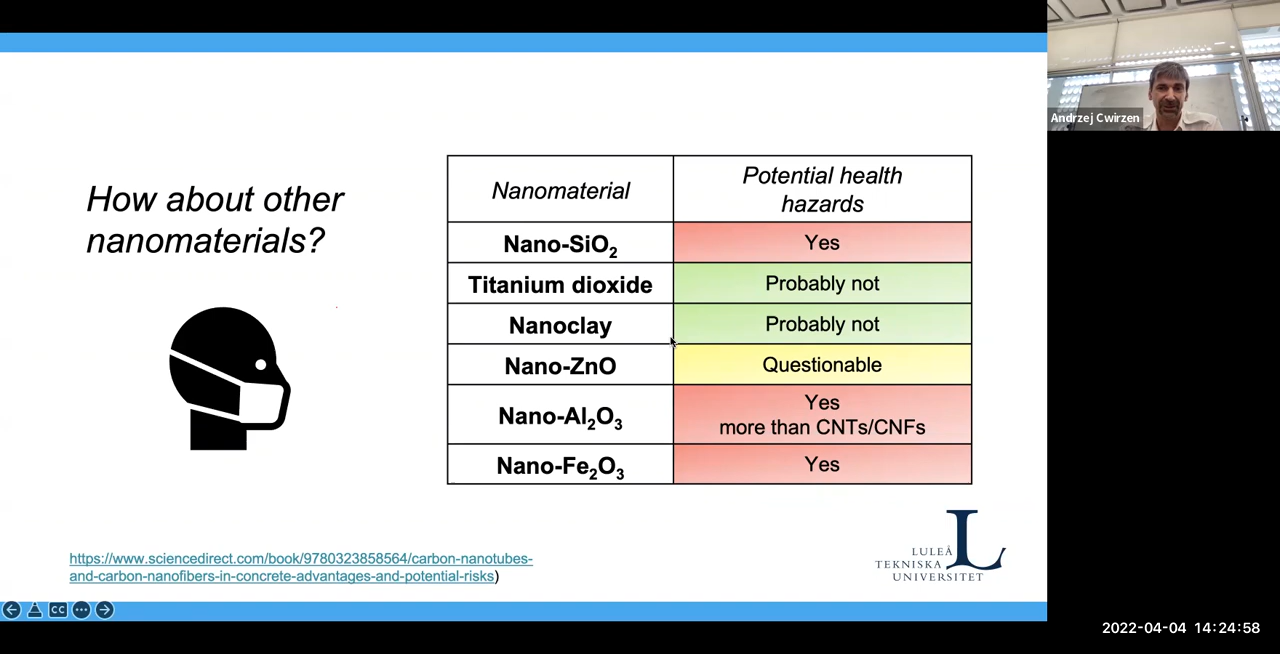 Andrzej Cwirzen
How about other
nanomaterials?
Nanomaterial
Potential health
hazards
Nano-SiO₂
Yes
Titanium dioxide
Probably not
Nanoclay
Probably not
Nano-ZnO
Questionable
Nano-Al₂O₃
Yes
more than CNTs/CNFs
Nano-Fe₂O₃
Yes
https://www.sciencedirect.com/book/9780323858564/carbon-nanotubes-
and-carbon-nanofibers-in-concrete-advantages-and-potential-risks)
LULEÅ
TEKNISKA
UNIVERSITET
L
CC
2022-04-04 14:24:58